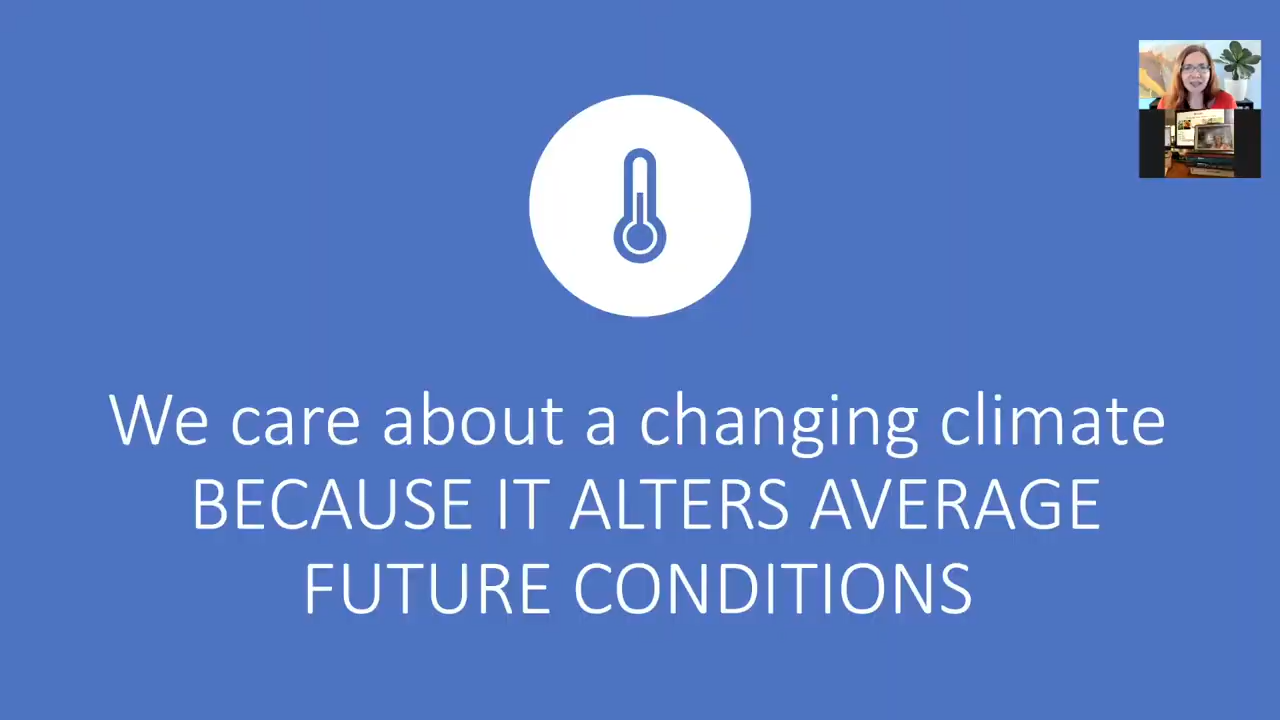 We care about a changing climate
BECAUSE IT ALTERS AVERAGE
FUTURE CONDITIONS